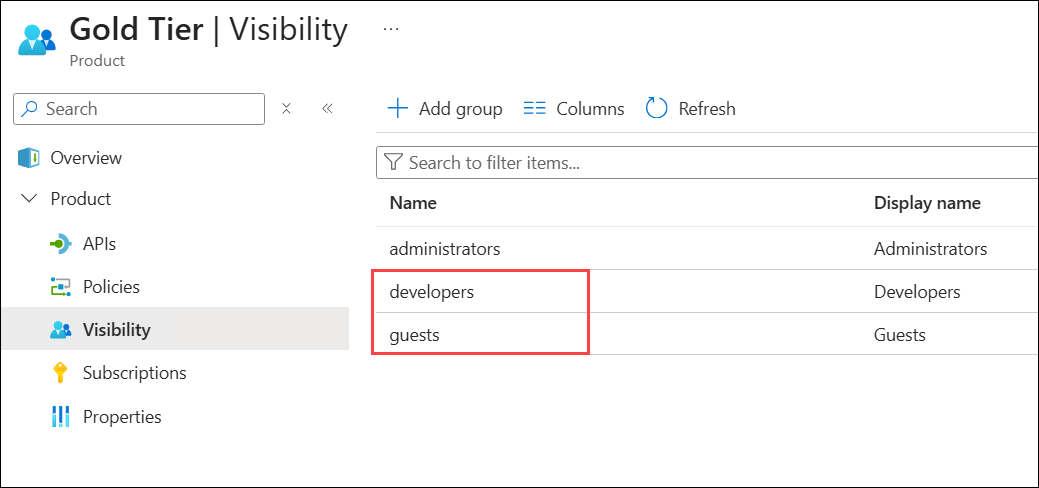 Gold Tier | Visibility ...
Product
Search
Add group Columns Refresh
Overview
Search to filter items...
Product
Name Display name
APIs
administrators Administrators
Policies
developers Developers
Visibility
guests Guests
Subscriptions
Properties